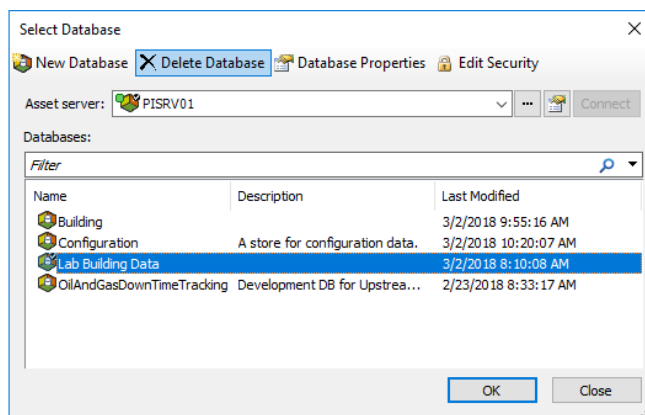 Select Database
New Database Delete Database Database Properties Edit Security
Asset server: PISRV01 ... Connect
Databases:
Filter
Name Description Last Modified
Building 3/2/2018 9:55:16 AM
Configuration A store for configuration data. 3/2/2018 10:20:07 AM
Lab Building Data 3/2/2018 8:10:08 AM
OilAndGasDownTimeTracking Development DB for Upstrea... 2/23/2018 8:33:17 AM
OK Close